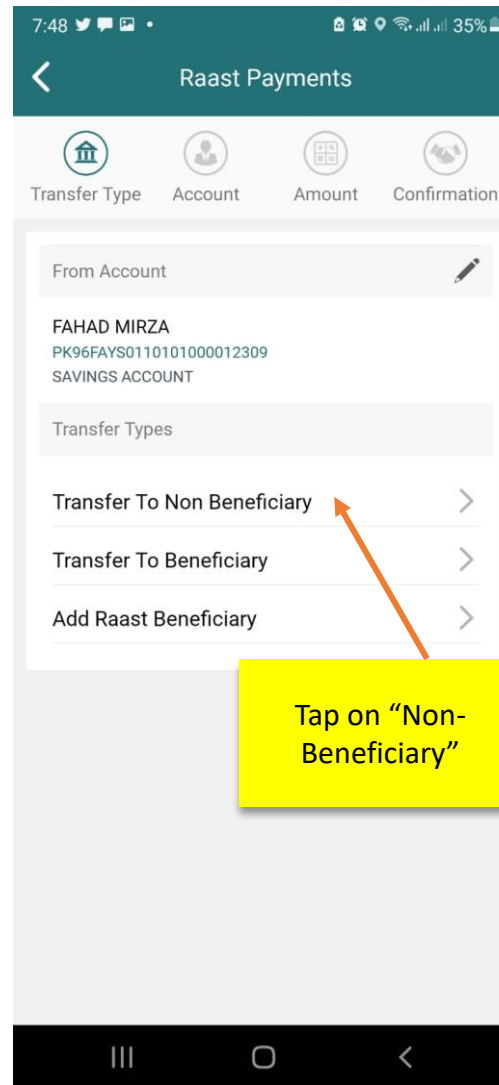 7:48
35%
Raast Payments
Transfer Type
Account
Amount
Confirmation
From Account
FAHAD MIRZA
PK96FAYS0110101000012309
SAVINGS ACCOUNT
Transfer Types
Transfer To Non Beneficiary
Transfer To Beneficiary
Add Raast Beneficiary
Tap on “Non-
Beneficiary”